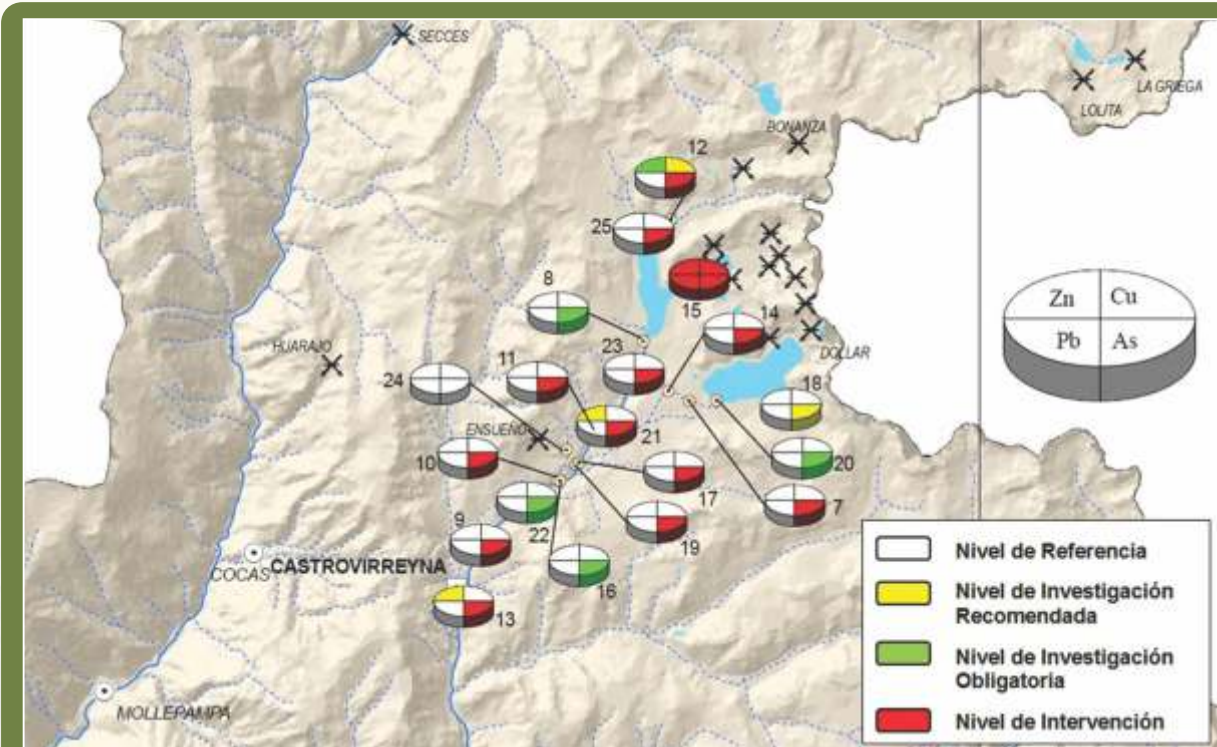 SECCES
LA GRIEGA
LOLITA
BONANZA
12
25
8
15
14
HUARAJO
24
11
23
DOLLAR
18
ENSUEÑO
21
10
17
20
7
9
22
19
16
COCAS
CASTROVIRREYNA
13
MOLLEPAMPA
Zn Cu
Pb As
Nivel de Referencia
Nivel de Investigación
Recomendada
Nivel de Investigación
Obligatoria
Nivel de Intervención